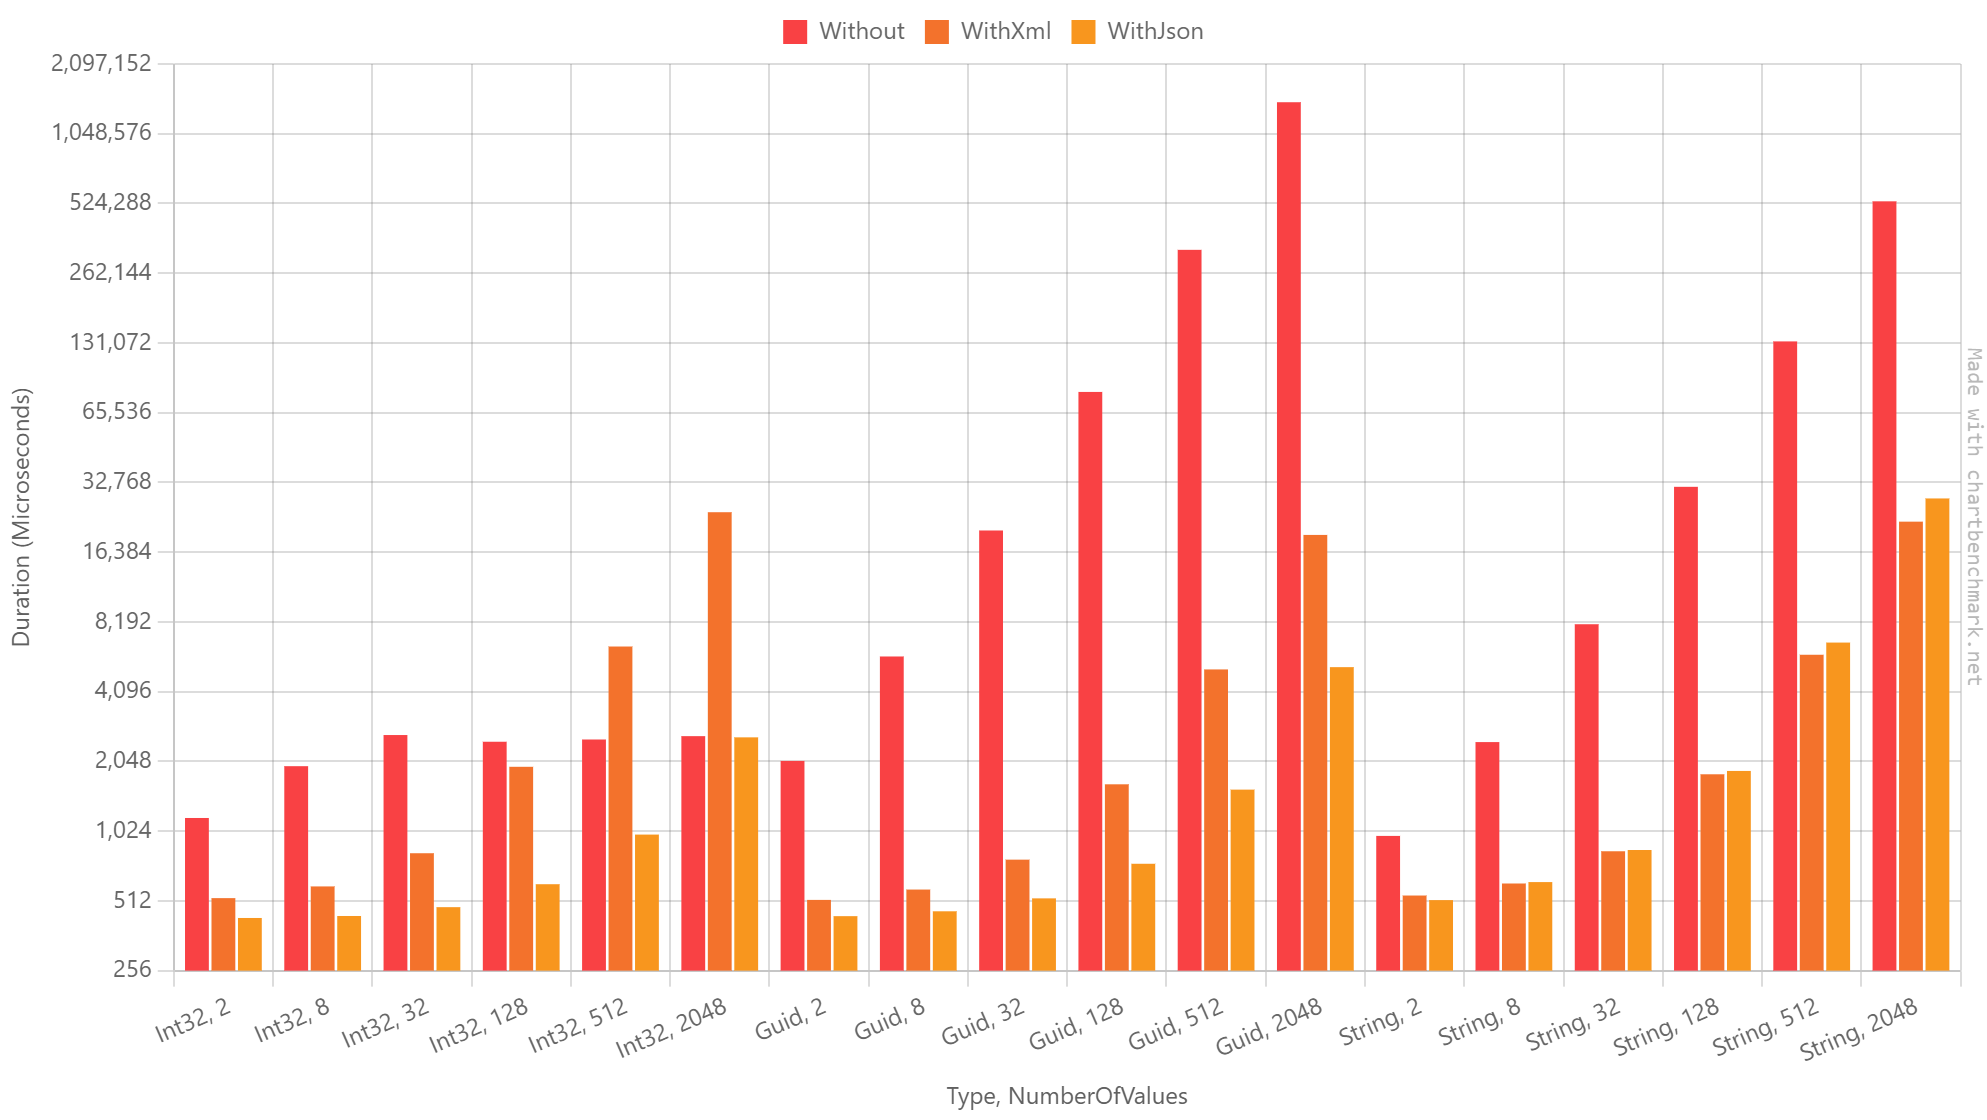 Without WithXml WithJson
2,097,152
1,048,576
524,288
262,144
131,072
65,536
32,768
16,384
8,192
4,096
2,048
1,024
512
256
Duration (Microseconds)
Int32, 2
Int32, 8
Int32, 32
Int32, 128
Int32, 512
Int32, 2048
Guid, 2
Guid, 8
Guid, 32
Guid, 128
Guid, 512
Guid, 2048
String, 2
String, 8
String, 32
String, 128
String, 512
String, 2048
Type, NumberOfValues
Made with chartbenchmark.net